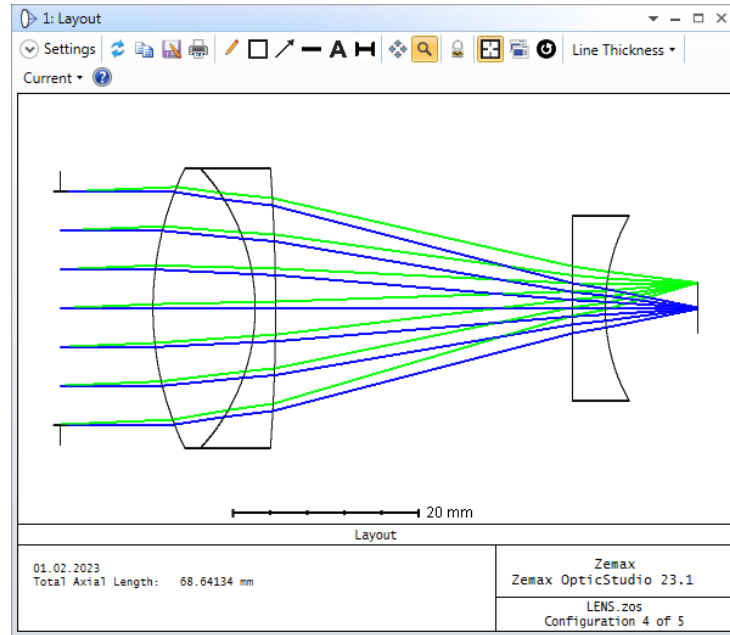 1: Layout
Settings
A
Line Thickness
Current
?
20 mm
Layout
01.02.2023
Total Axial Length: 68.64134 mm
Zemax
Zemax OpticStudio 23.1
LENS.zos
Configuration 4 of 5